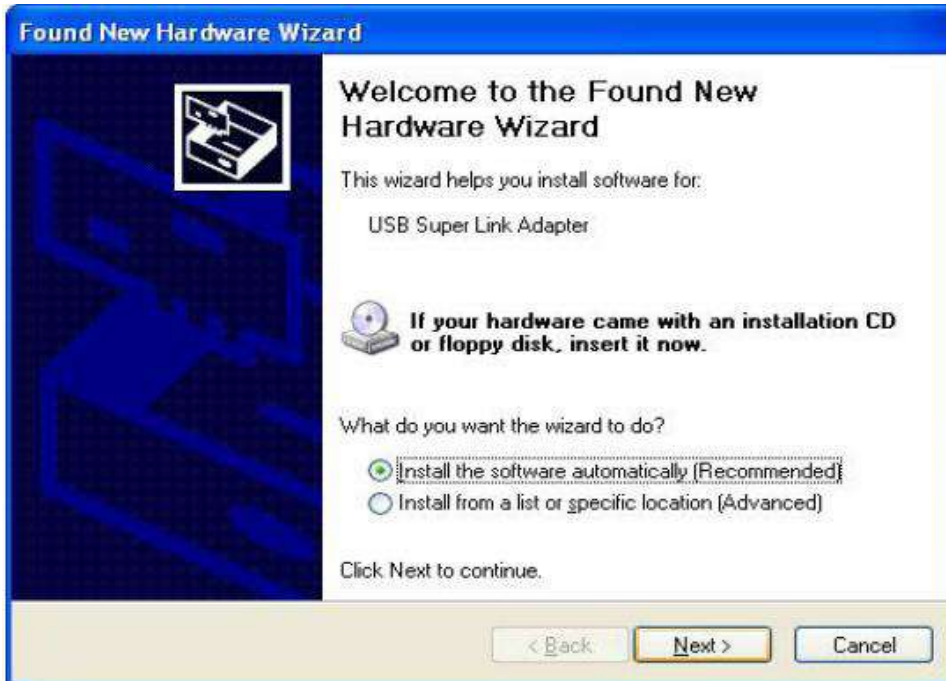 Found New Hardware Wizard
Welcome to the Found New
Hardware Wizard
This wizard helps you install software for:
USB Super Link Adapter
If your hardware came with an installation CD
or floppy disk, insert it now.
What do you want the wizard to do?
Install the software automatically (Recommended)
Install from a list or specific location (Advanced)
Click Next to continue.
< Back Next > Cancel